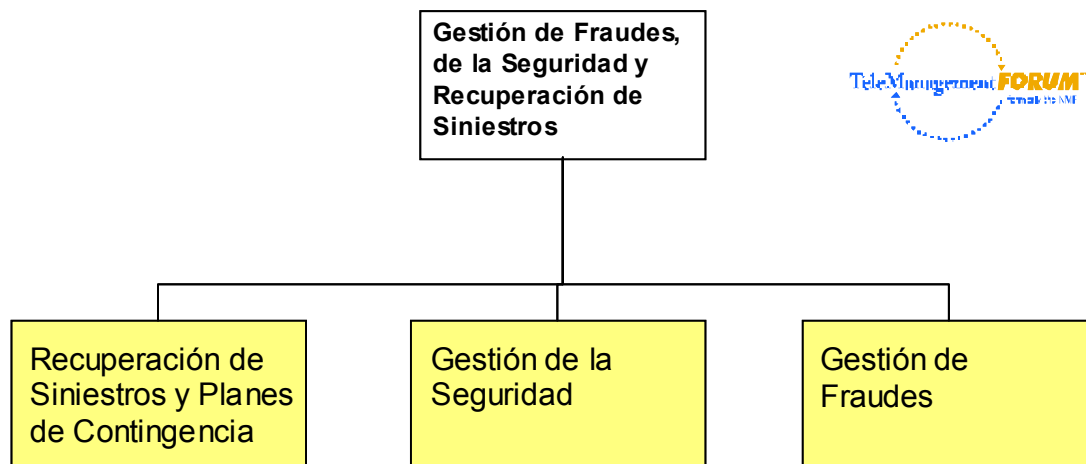 Gestión de Fraudes,
de la Seguridad y
Recuperación de
Siniestros
TeleManagement FORUM
Recuperación de
Siniestros y Planes
de Contingencia
Gestión de la
Seguridad
Gestión de
Fraudes